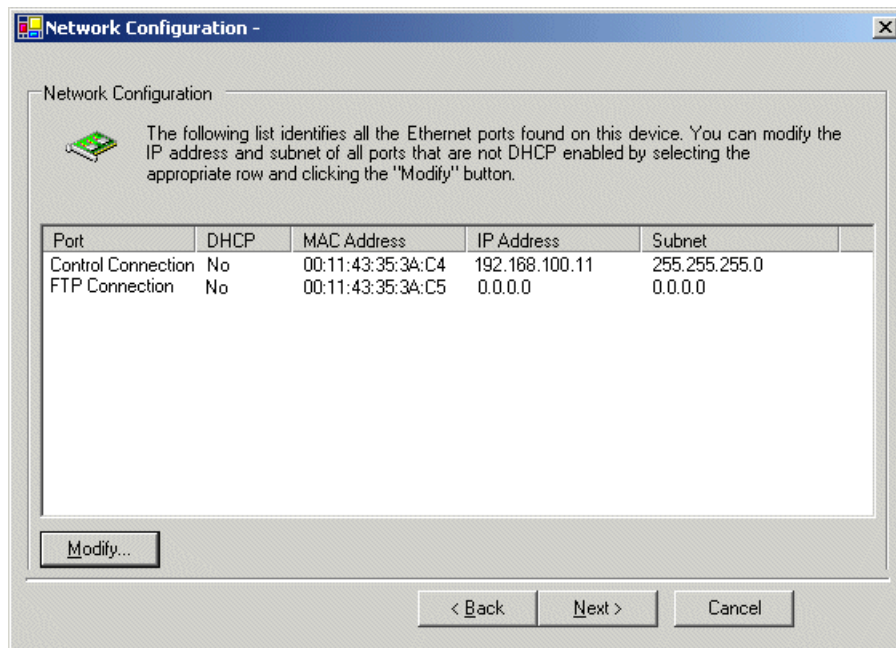 Network Configuration -
Network Configuration
The following list identifies all the Ethernet ports found on this device. You can modify the
IP address and subnet of all ports that are not DHCP enabled by selecting the
appropriate row and clicking the "Modify" button.
Port DHCP MAC Address IP Address Subnet
Control Connection No 00:11:43:35:3A:C4 192.168.100.11 255.255.255.0
FTP Connection No 00:11:43:35:3A:C5 0.0.0.0 0.0.0.0
Modify...
< Back Next > Cancel